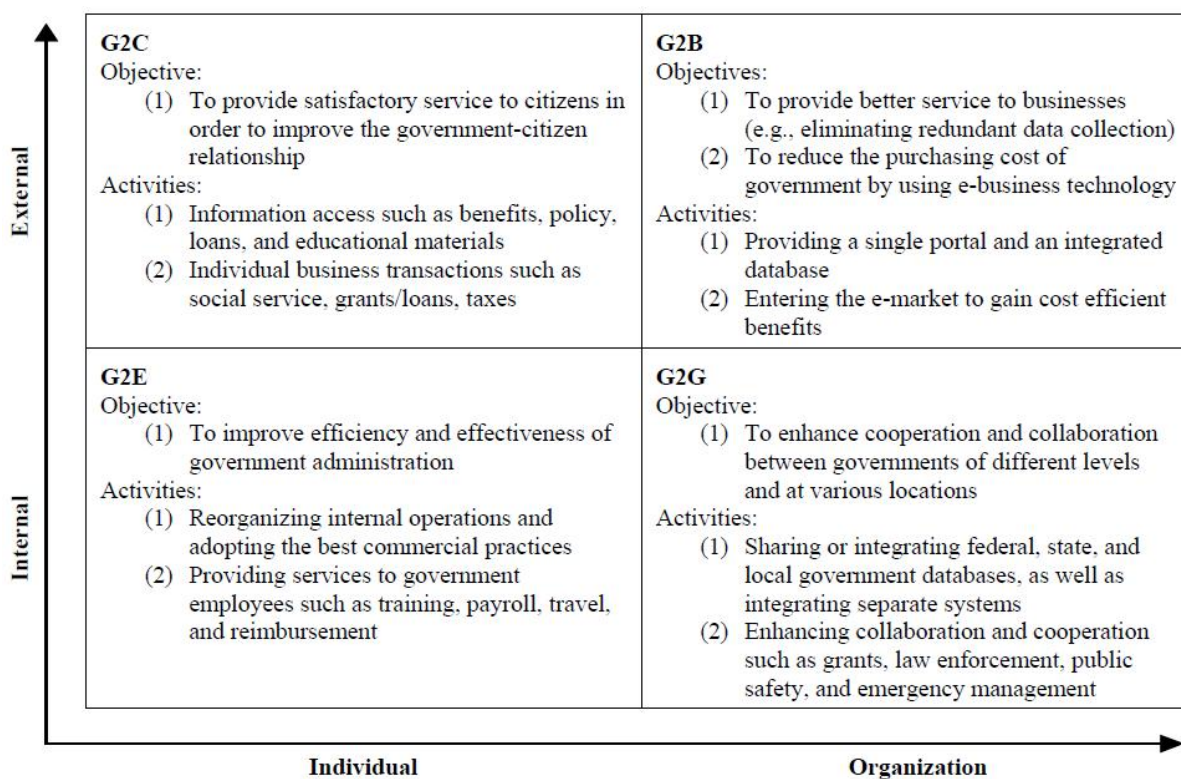 External
G2C
Objective:
(1) To provide satisfactory service to citizens in
order to improve the government-citizen
relationship
Activities:
(1) Information access such as benefits, policy,
loans, and educational materials
(2) Individual business transactions such as
social service, grants/loans, taxes
G2B
Objectives:
(1) To provide better service to businesses
(e.g., eliminating redundant data collection)
(2) To reduce the purchasing cost of
government by using e-business technology
Activities:
(1) Providing a single portal and an integrated
database
(2) Entering the e-market to gain cost efficient
benefits
Internal
G2E
Objective:
(1) To improve efficiency and effectiveness of
government administration
Activities:
(1) Reorganizing internal operations and
adopting the best commercial practices
(2) Providing services to government
employees such as training, payroll, travel,
and reimbursement
G2G
Objective:
(1) To enhance cooperation and collaboration
between governments of different levels
and at various locations
Activities:
(1) Sharing or integrating federal, state, and
local government databases, as well as
integrating separate systems
(2) Enhancing collaboration and cooperation
such as grants, law enforcement, public
safety, and emergency management
Individual
Organization